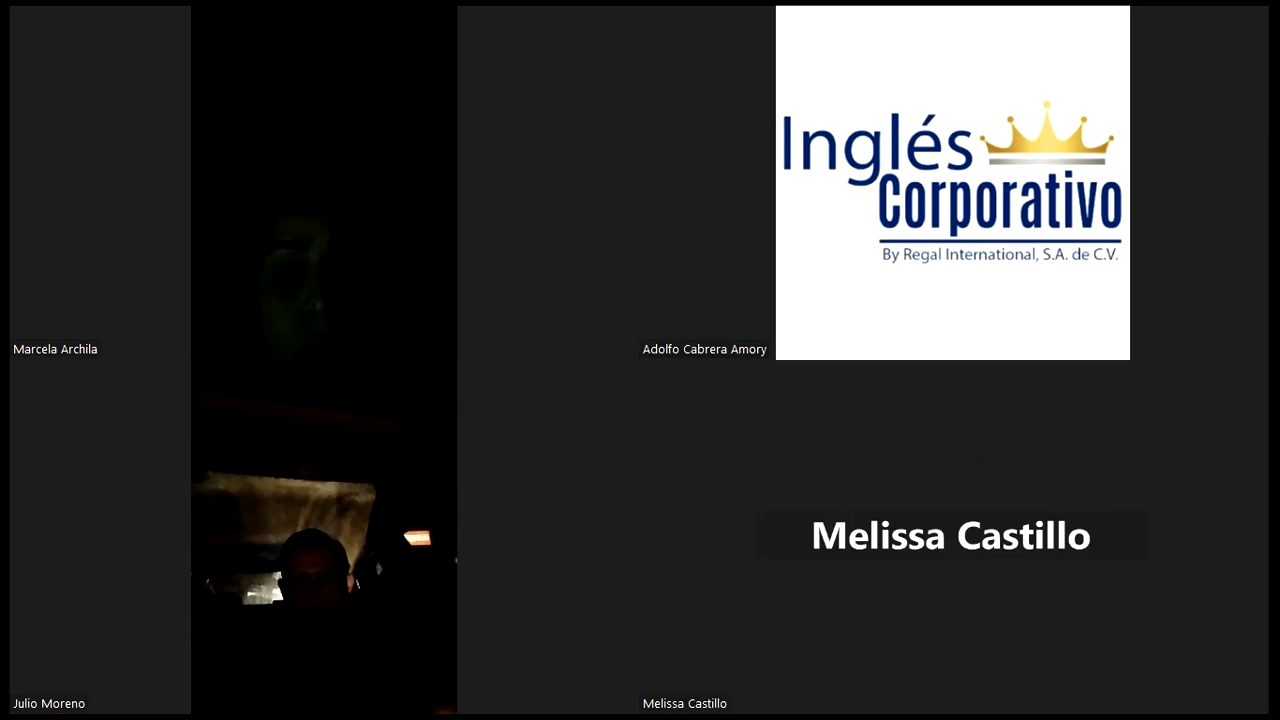 Inglés
Corporativo
By Regal International, S.A. de C.V.
Marcela Archila
Adolfo Cabrera Amory
Melissa Castillo
Julio Moreno
Melissa Castillo